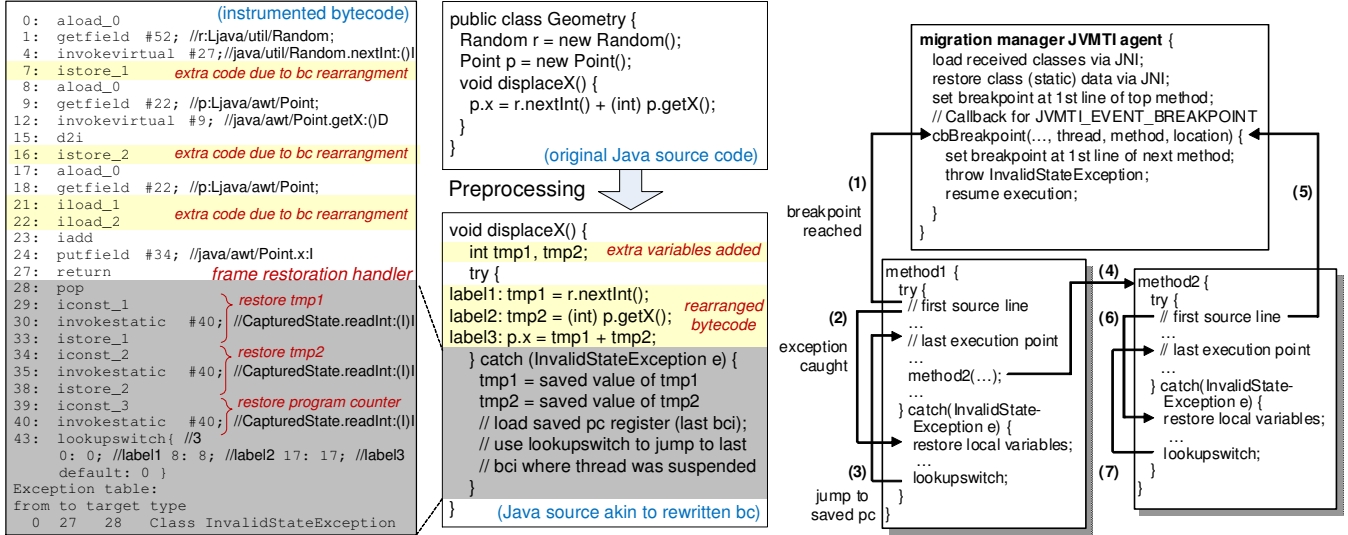 (instrumented bytecode)
0: aload_0
1: getfield #52; //r:Ljava/util/Random;
4: invokevirtual #27;//java/util/Random.nextInt:()I
7: istore_1 extra code due to bc rearrangment
8: aload_0
9: getfield #22; //p:Ljava/awt/Point;
12: invokevirtual #9; //java/awt/Point.getX:()D
15: d2i
16: istore_2 extra code due to bc rearrangment
17: aload_0
18: getfield #22; //p:Ljava/awt/Point;
21: iload_1
extra code due to bc rearrangment
22: iload_2
23: iadd
24: putfield #34; //java/awt/Point.x:I
27: return frame restoration handler
28: pop
29: iconst_1 restore tmp1
30: invokestatic #40; //CapturedState.readInt:(I)I
33: istore_1
34: iconst_2 restore tmp2
35: invokestatic #40; //CapturedState.readInt:(I)I
38: istore_2
39: iconst_3 restore program counter
40: invokestatic #40; //CapturedState.readInt:(I)I
43: lookupswitch{ //3
0: 0; //label1 8: 8; //label2 17: 17; //label3
default: 0 }
Exception table:
from to target type
0 27 28 Class InvalidStateException
public class Geometry {
Random r = new Random();
Point p = new Point();
void displaceX() {
p.x = r.nextInt() + (int) p.getX();
}
}
(original Java source code)
Preprocessing
void displaceX() {
int tmp1, tmp2; extra variables added
try {
label1: tmp1 = r.nextInt();
label2: tmp2 = (int) p.getX(); rearranged
label3: p.x = tmp1 + tmp2; bytecode
} catch (InvalidStateException e) {
tmp1 = saved value of tmp1
tmp2 = saved value of tmp2
// load saved pc register (last bci);
// use lookupswitch to jump to last
// bci where thread was suspended
}
}
(Java source akin to rewritten bc)
migration manager JVMTI agent {
load received classes via JNI;
restore class (static) data via JNI;
set breakpoint at 1st line of top method;
// Callback for JVMTI_EVENT_BREAKPOINT
cbBreakpoint(..., thread, method, location) {
set breakpoint at 1st line of next method;
throw InvalidStateException;
resume execution;
}
}
(1)
breakpoint
reached
(5)
method1 {
try {
// first source line
...
// last execution point
...
method2(...);
...
} catch(InvalidState-
Exception e) {
restore local variables;
...
lookupswitch;
}
}
(2)
exception
caught
(3)
jump to
saved pc
(4)
method2 {
try {
// first source line
...
// last execution point
...
} catch(InvalidState-
Exception e) {
restore local variables;
...
lookupswitch;
}
}
(6)
(7)